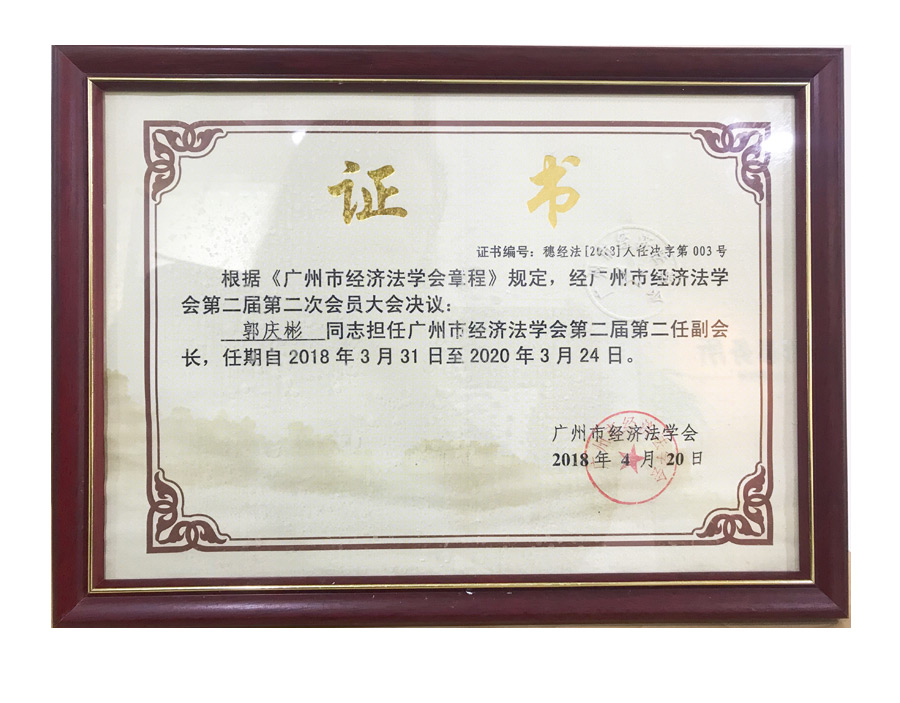 证书
证书编号：穗经法[2018]人任决字第003号
根据《广州市经济法学会章程》规定，经广州市经济法学
会第二届第二次会员大会决议：
郭庆彬 同志担任广州市经济法学会第二届第二任副会
长，任期自2018年3月31日至2020年3月24日。
广州市经济法学会
2018年4月20日